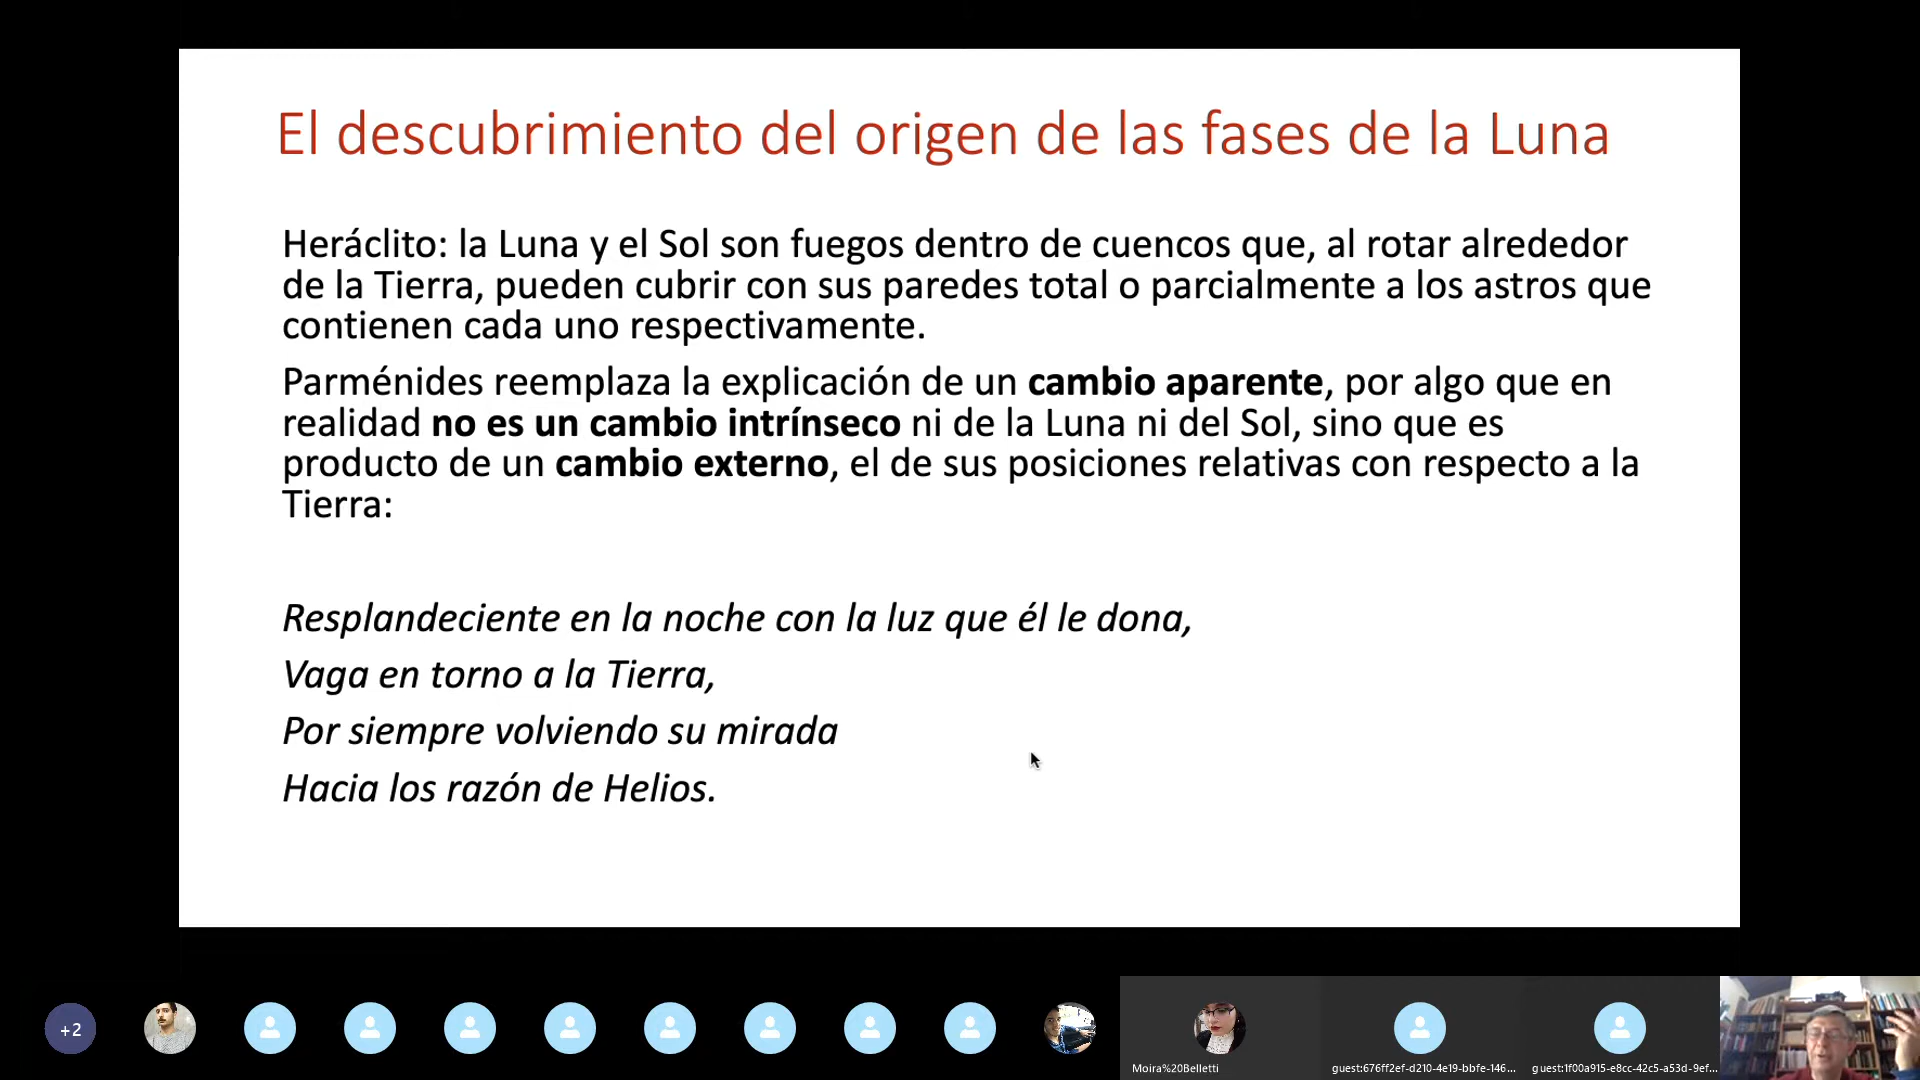 El descubrimiento del origen de las fases de la Luna
Heráclito: la Luna y el Sol son fuegos dentro de cuencos que, al rotar alrededor
de la Tierra, pueden cubrir con sus paredes total o parcialmente a los astros que
contienen cada uno respectivamente.
Parménides reemplaza la explicación de un cambio aparente, por algo que en
realidad no es un cambio intrínseco ni de la Luna ni del Sol, sino que es
producto de un cambio externo, el de sus posiciones relativas con respecto a la
Tierra:
Resplandeciente en la noche con la luz que él le dona,
Vaga en torno a la Tierra,
Por siempre volviendo su mirada
Hacia los razón de Helios.
+2
Moira%20Belletti
guest:676ff2ef-d210-4e19-bbfe-146...
guest:1f00a915-e8cc-42c5-a53d-9ef...